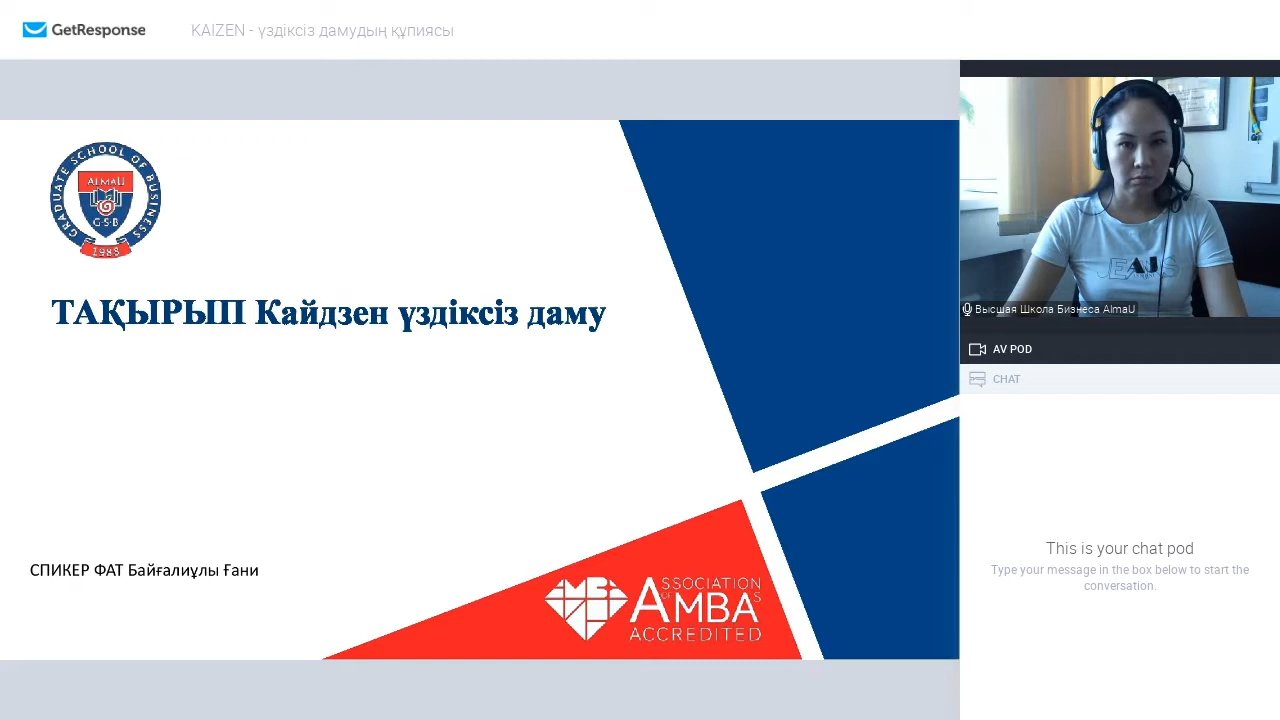 GetResponse
KAIZEN - үздіксіз дамудың құпиясы
GRADUATE SCHOOL OF BUSINESS
ALMAU
G·S·B
1988
ТАҚЫРЫП Кайдзен үздіксіз даму
СПИКЕР ФАТ Байғалиұлы Ғани
MBA
ASSOCIATION
OF MBAS
ACCREDITED
JEANS
Высшая Школа Бизнеса AlmaU
AV POD
CHAT
This is your chat pod
Type your message in the box below to start the
conversation.